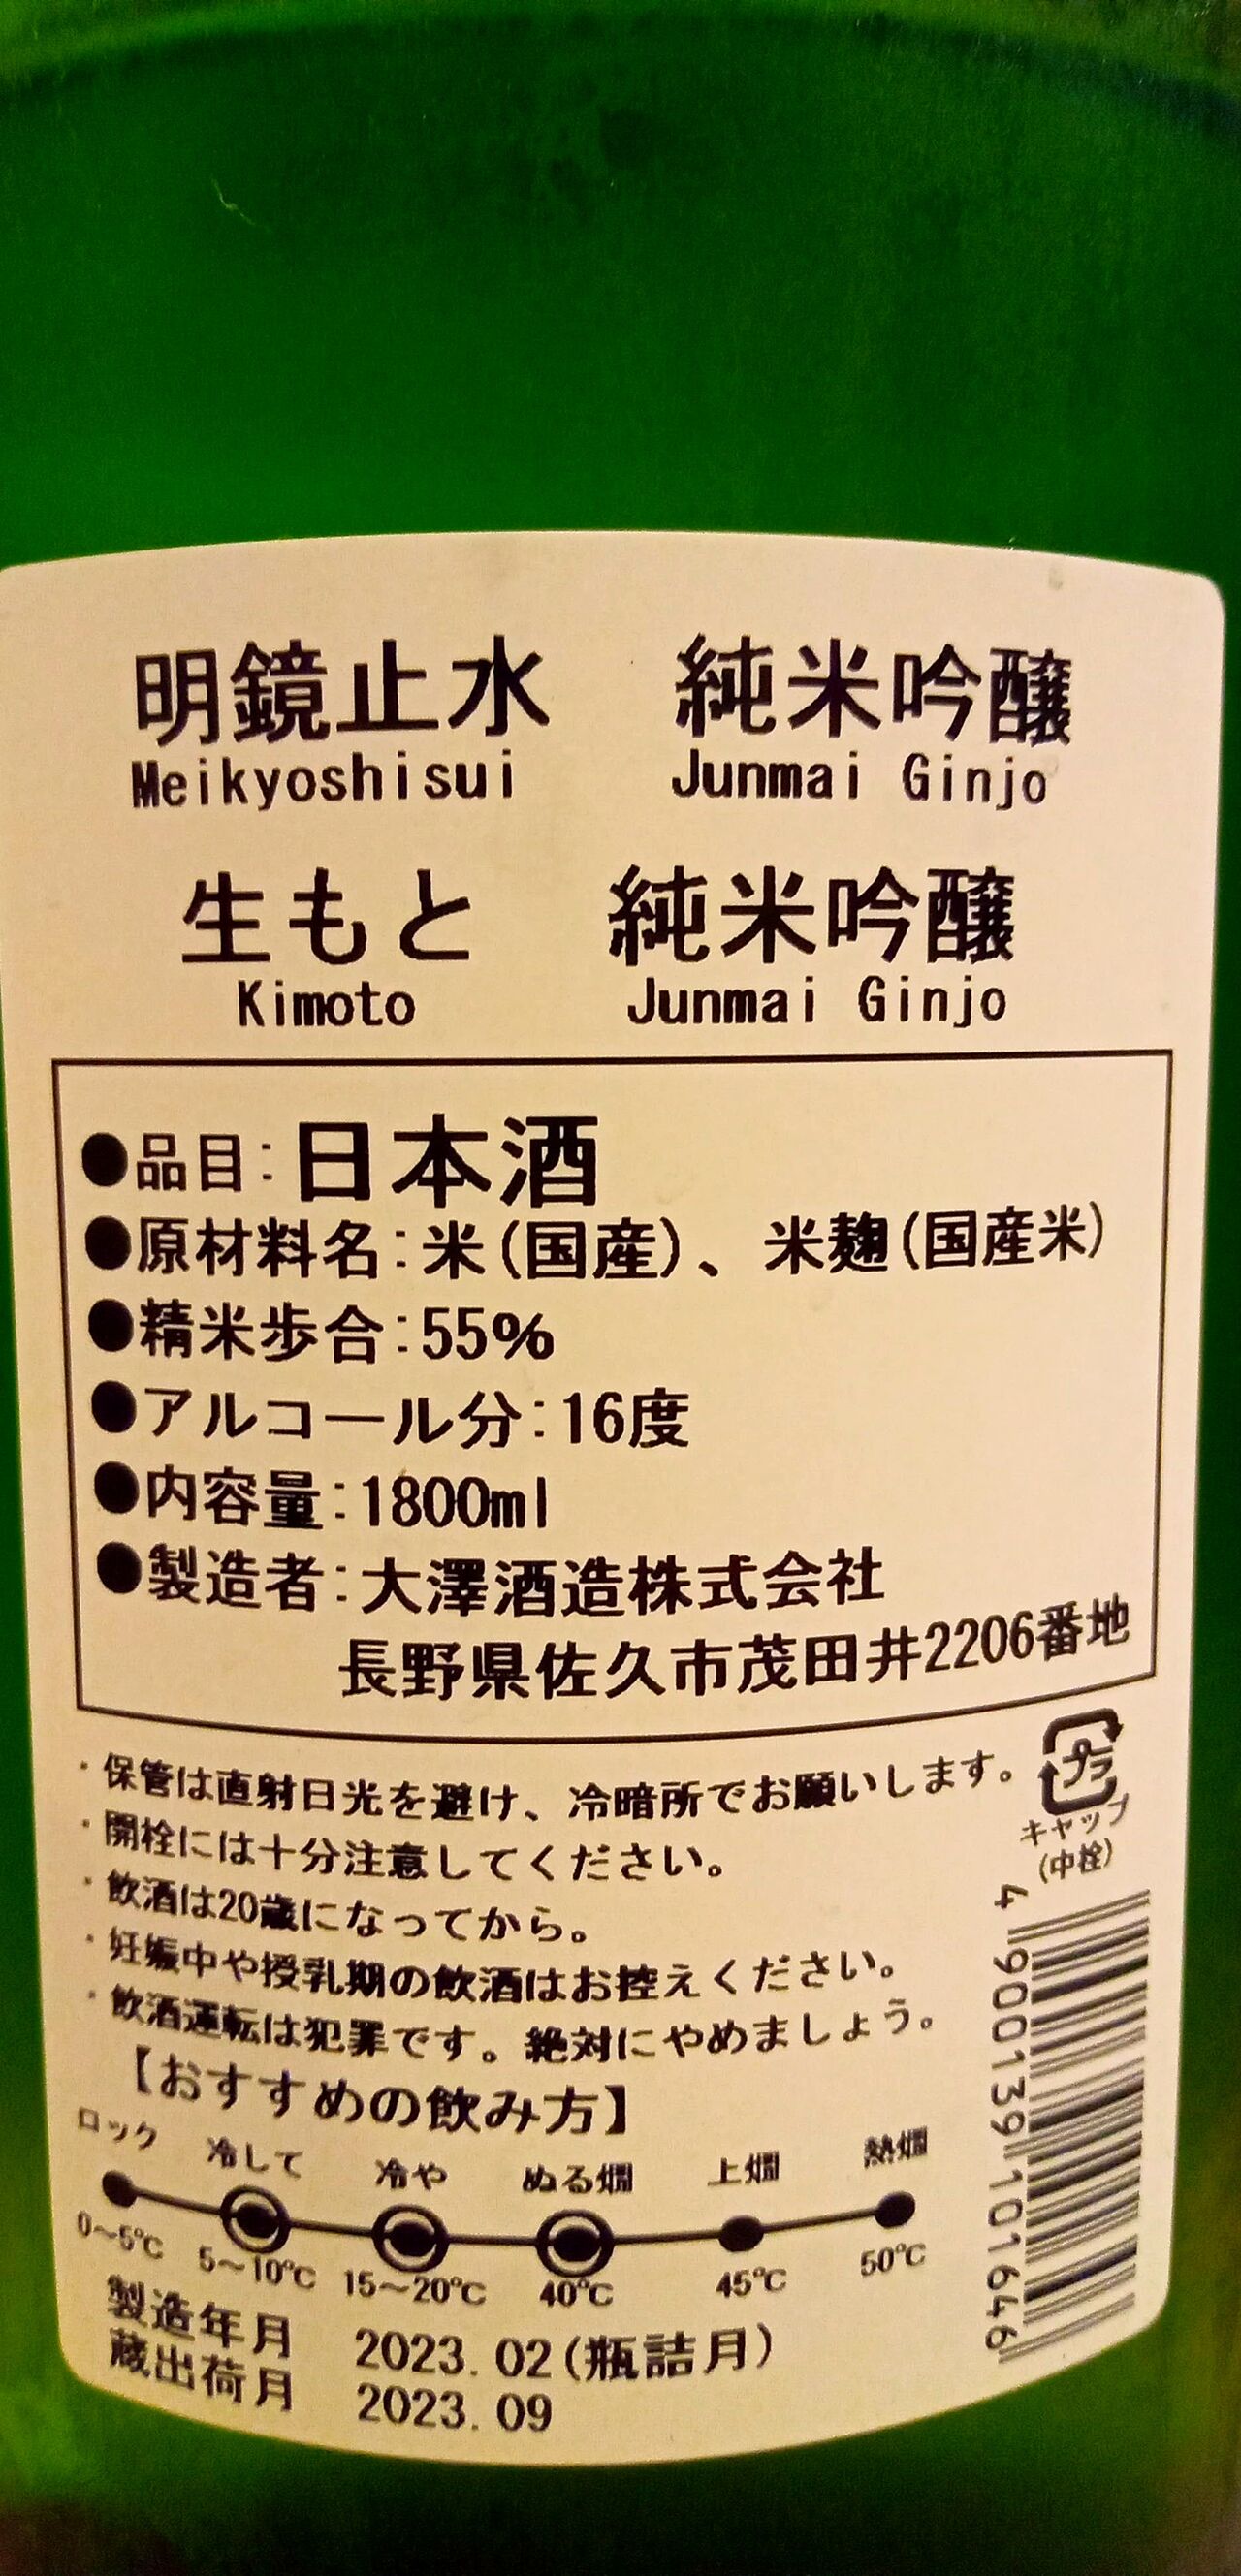 明鏡止水 純米吟醸
Meikyoshisui Junmai Ginjo
生もと 純米吟醸
Kimoto Junmai Ginjo
●品目:日本酒
●原材料名:米(国産)、米麹(国産米)
●精米歩合:55%
●アルコール分:16度
●内容量:1800ml
●製造者:大澤酒造株式会社
長野県佐久市茂田井2206番地
・保管は直射日光を避け、冷暗所でお願いします。
・開栓には十分注意してください。
・飲酒は20歳になってから。
・妊娠中や授乳期の飲酒はお控えください。
・飲酒運転は犯罪です。絶対にやめましょう。
プラ
キャップ
(中栓)
4 900139 101646
【おすすめの飲み方】
ロック 冷して 冷や ぬる燗 上燗 熱燗
0～5℃ 5～10℃ 15～20℃ 40℃ 45℃ 50℃
製造年月 2023.02(瓶詰月)
蔵出荷月 2023.09